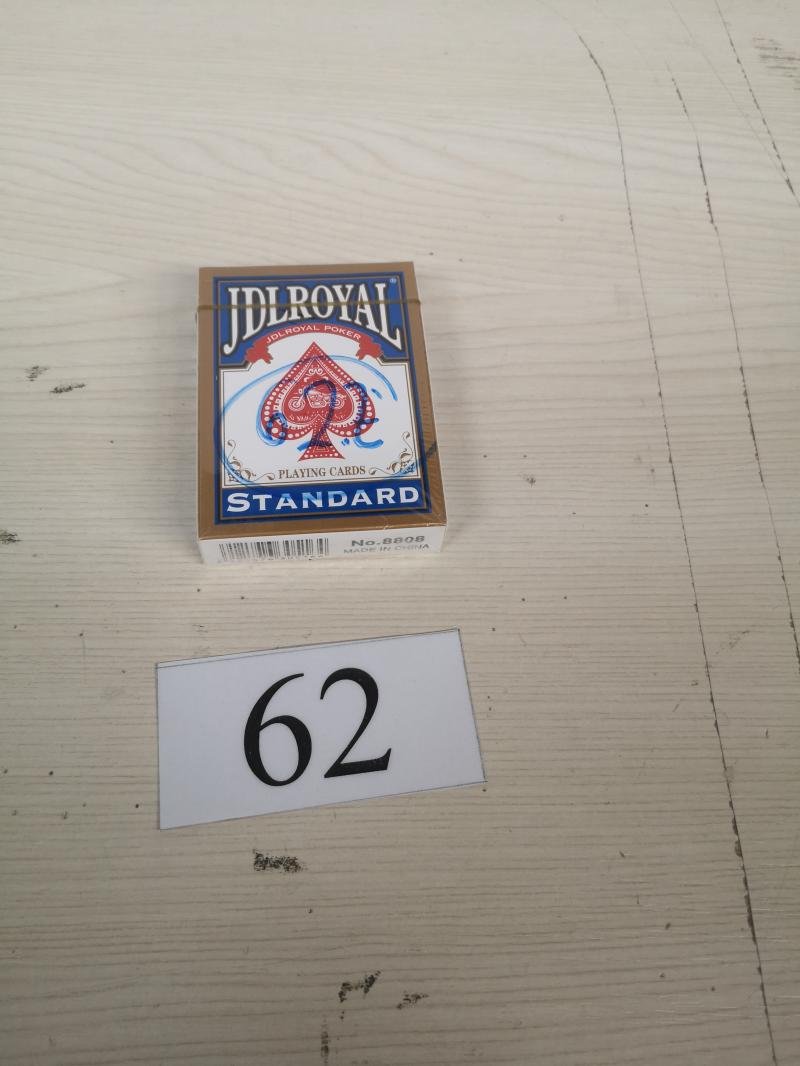 JDLROYAL®
JDLROYAL POKER
PLAYING CARDS
STANDARD
No.8808
MADE IN CHINA
62